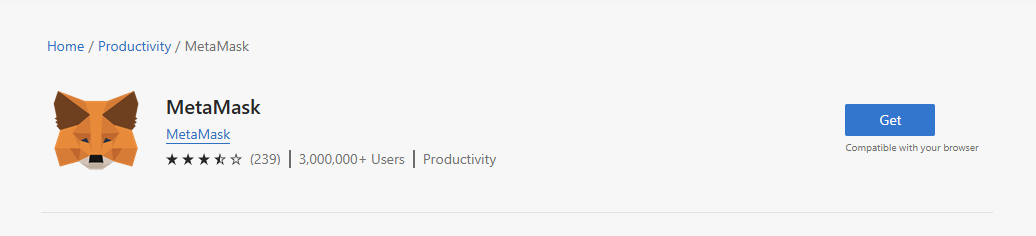 Home / Productivity / MetaMask
MetaMask
Get
MetaMask
(239) | 3,000,000+ Users | Productivity
Compatible with your browser